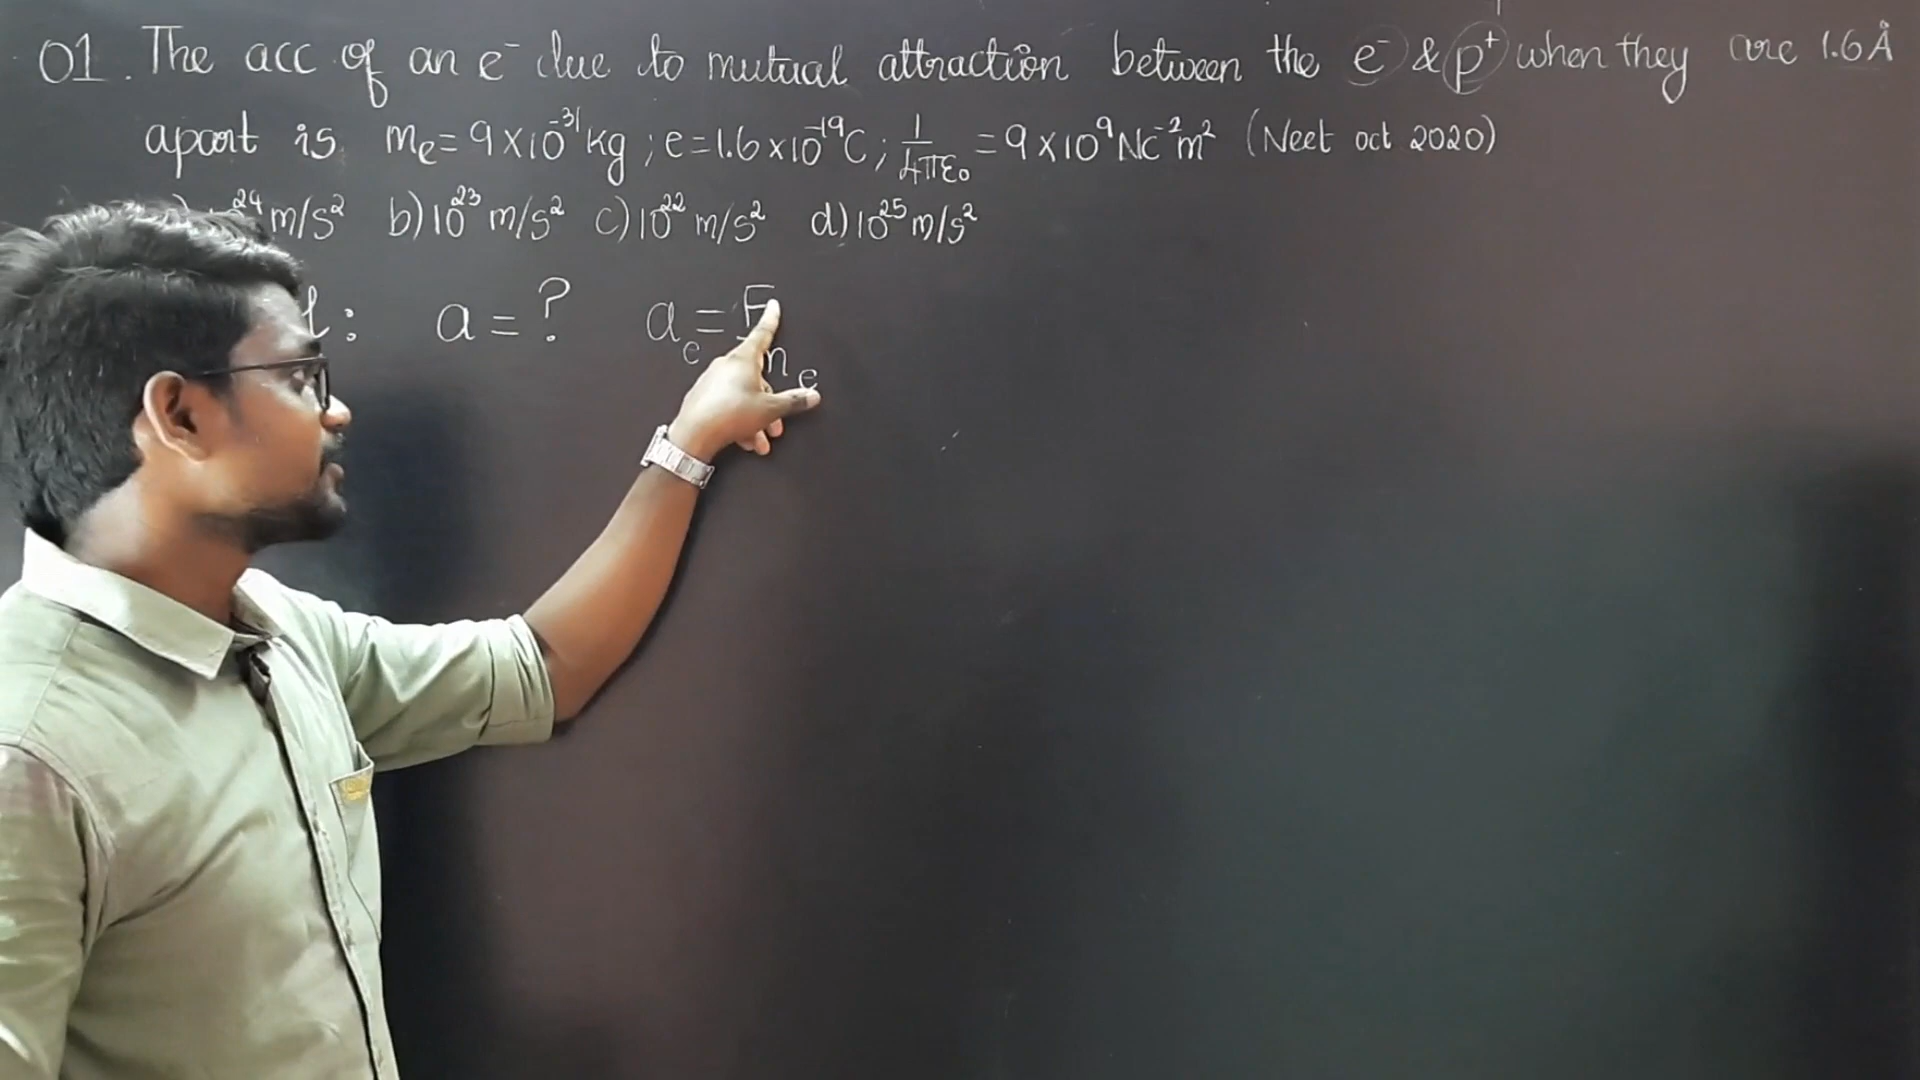 01. The acc of an e⁻ due to mutual attraction between the e⁻ & p⁺ when they are 1.6 Å
apart is mₑ = 9 × 10⁻³¹ kg ; e = 1.6 × 10⁻¹⁹ C ; 1/4πε₀ = 9 × 10⁹ NC⁻² m² (Neet oct 2020)
²⁴ m/s² b) 10²³ m/s² c) 10²² m/s² d) 10²⁵ m/s²
: a = ? aₑ = F/mₑ